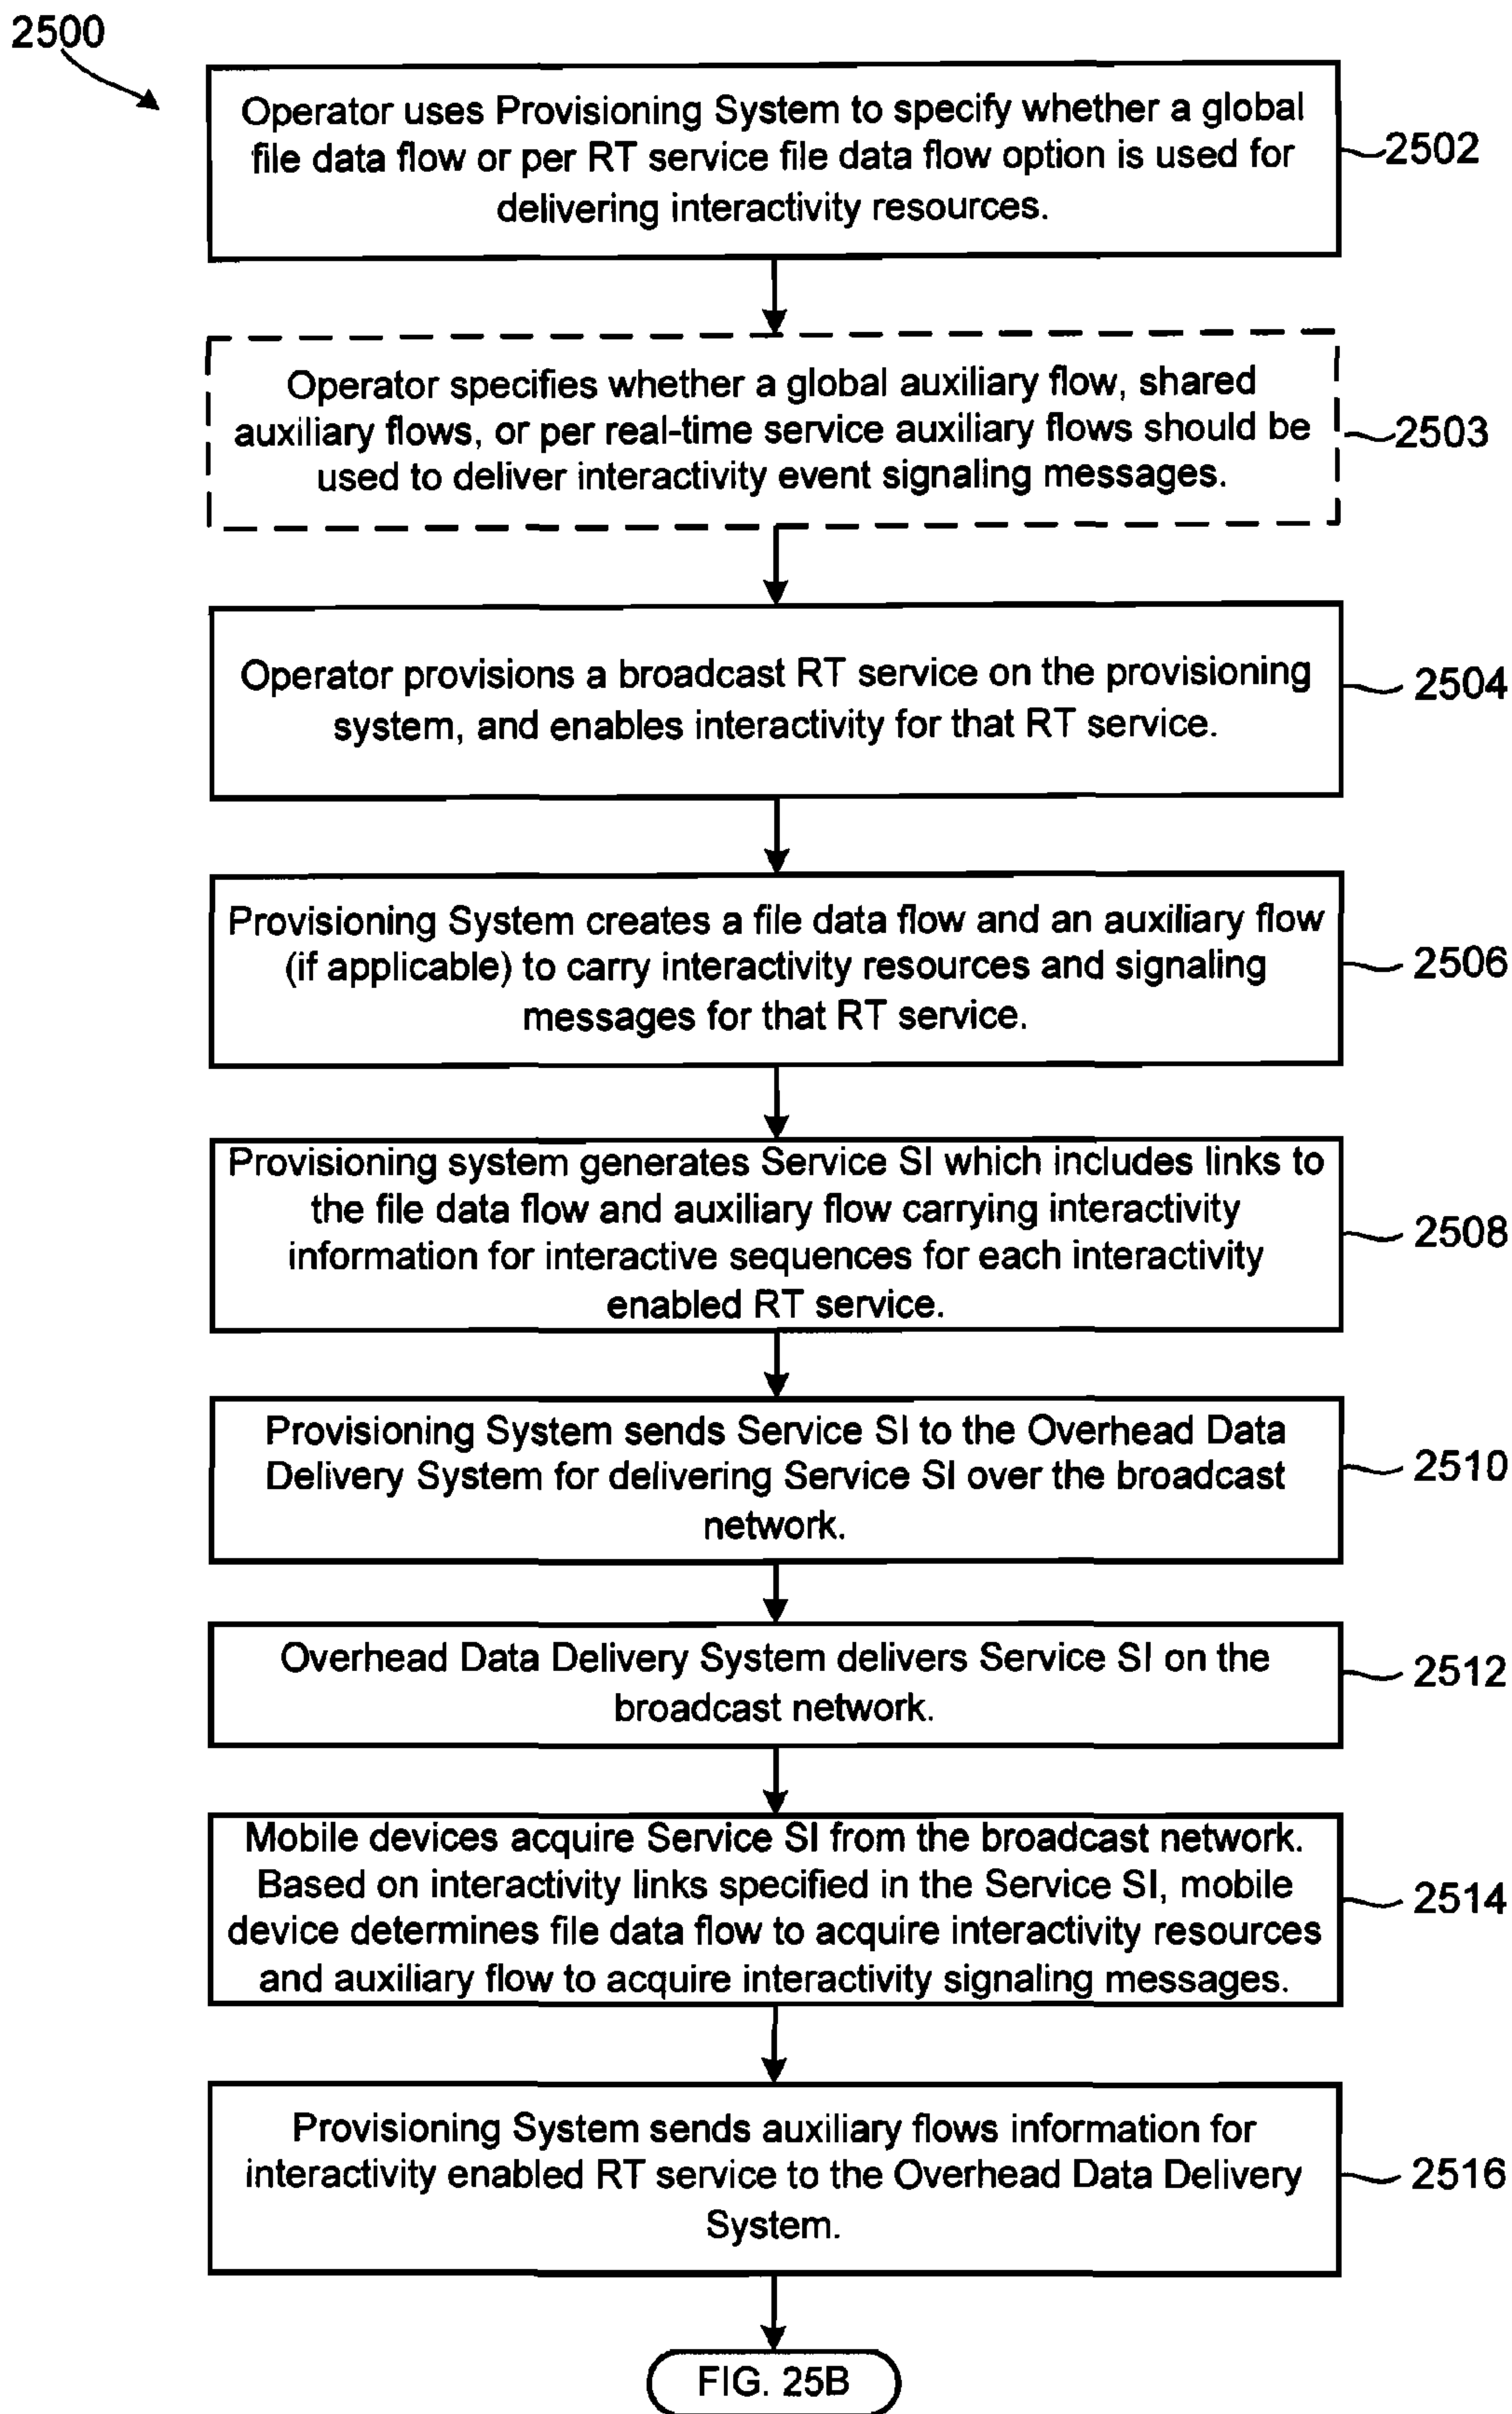 2500
Operator uses Provisioning System to specify whether a global
file data flow or per RT service file data flow option is used for
delivering interactivity resources.
2502
Operator specifies whether a global auxiliary flow, shared
auxiliary flows, or per real-time service auxiliary flows should be
used to deliver interactivity event signaling messages.
2503
Operator provisions a broadcast RT service on the provisioning
system, and enables interactivity for that RT service.
2504
Provisioning System creates a file data flow and an auxiliary flow
(if applicable) to carry interactivity resources and signaling
messages for that RT service.
2506
Provisioning system generates Service SI which includes links to
the file data flow and auxiliary flow carrying interactivity
information for interactive sequences for each interactivity
enabled RT service.
2508
Provisioning System sends Service SI to the Overhead Data
Delivery System for delivering Service SI over the broadcast
network.
2510
Overhead Data Delivery System delivers Service SI on the
broadcast network.
2512
Mobile devices acquire Service SI from the broadcast network.
Based on interactivity links specified in the Service SI, mobile
device determines file data flow to acquire interactivity resources
and auxiliary flow to acquire interactivity signaling messages.
2514
Provisioning System sends auxiliary flows information for
interactivity enabled RT service to the Overhead Data Delivery
System.
2516
FIG. 25B